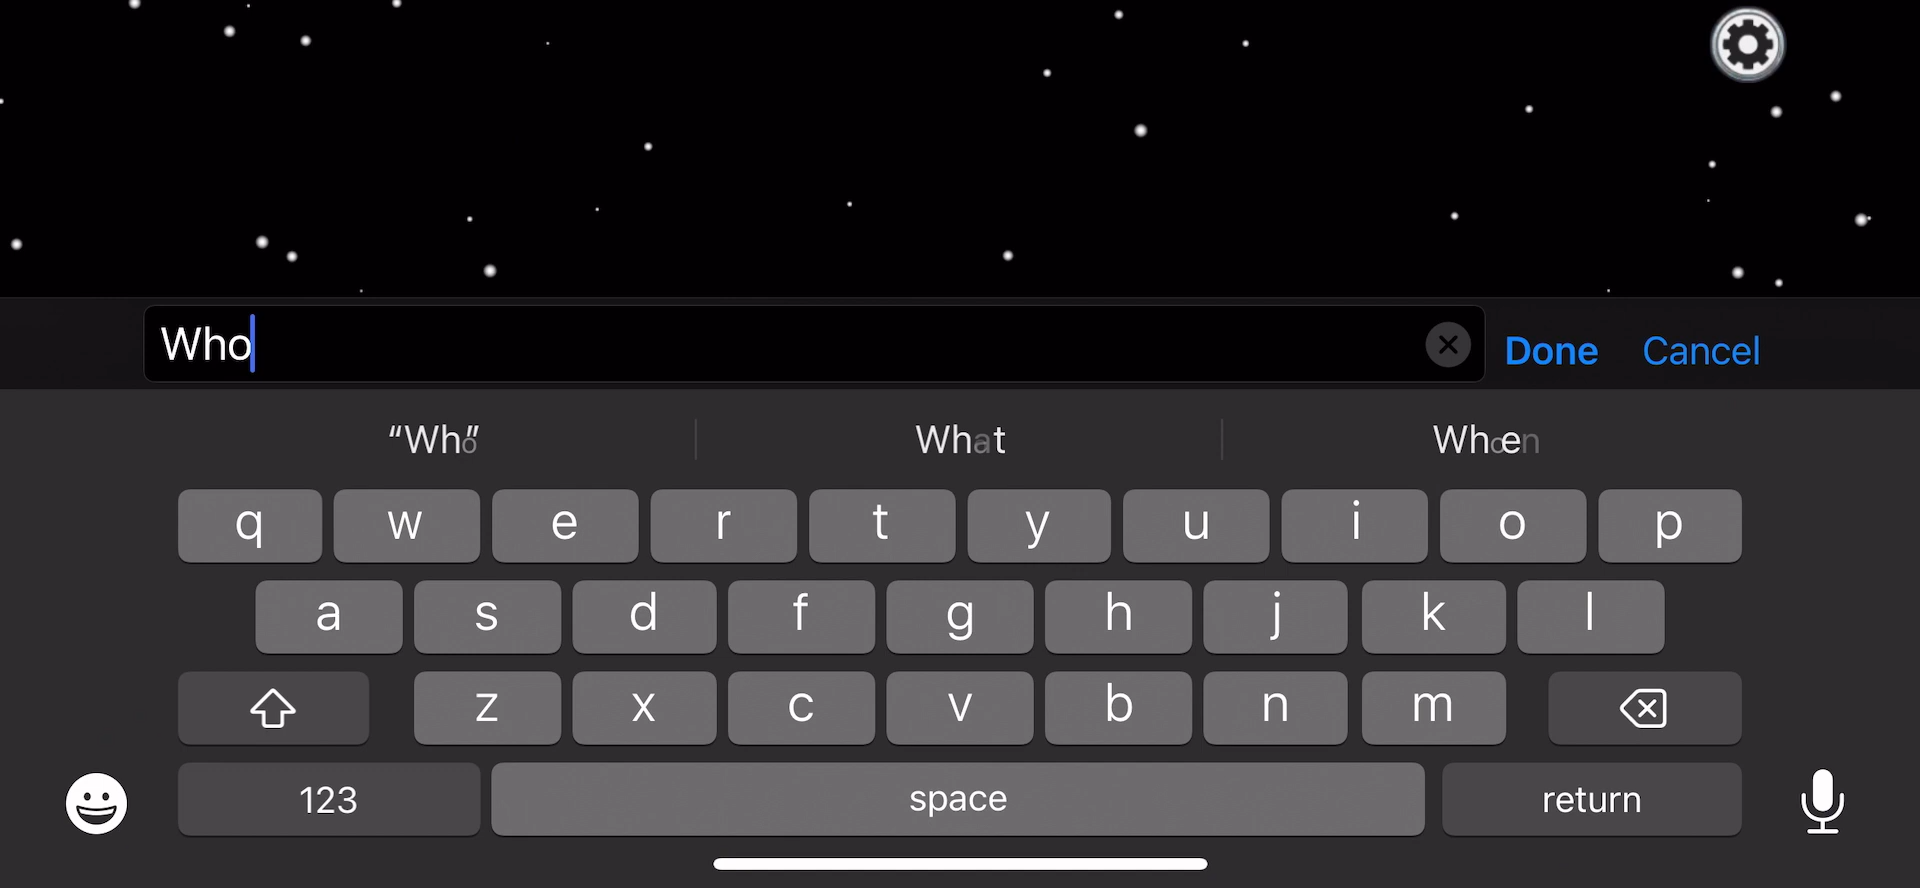 Who
Done Cancel
“Who” What When
q w e r t y u i o p
a s d f g h j k l
z x c v b n m
123 space return